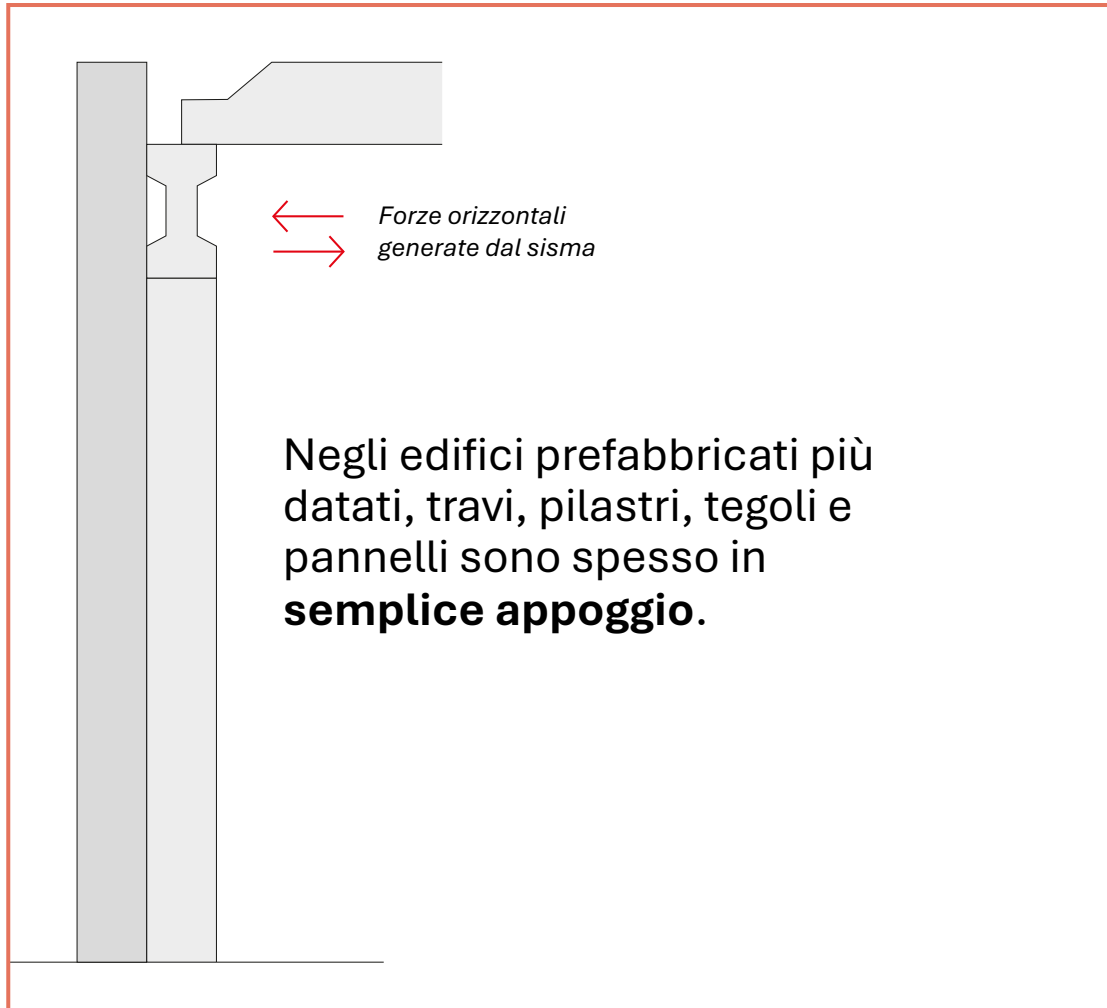 Forze orizzontali
generate dal sisma
Negli edifici prefabbricati più
datati, travi, pilastri, tegoli e
pannelli sono spesso in
semplice appoggio.